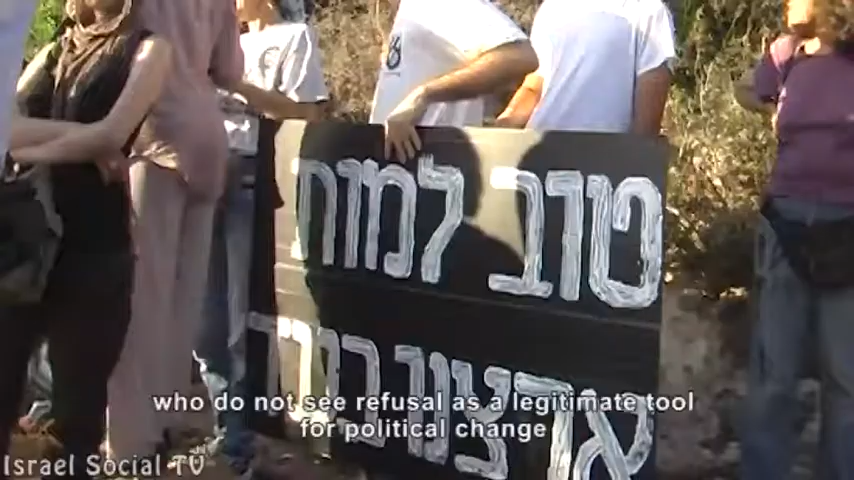 טוב למות
who do not see refusal as a legitimate tool
for political change
Israel Social TV